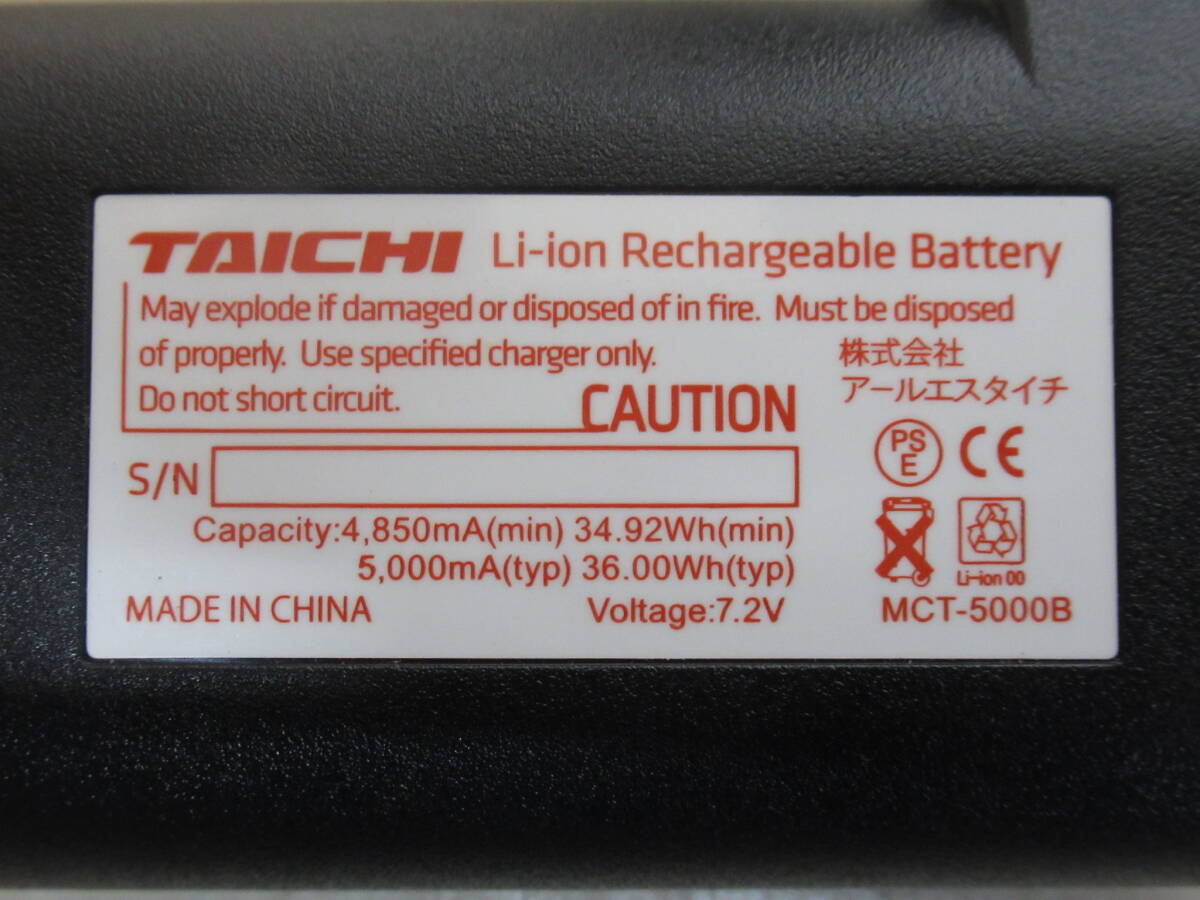 TAICHI Li-ion Rechargeable Battery
May explode if damaged or disposed of in fire. Must be disposed
of properly. Use specified charger only.
Do not short circuit.
CAUTION
株式会社
アールエスタイチ
PS
E
CE
S/N
Capacity:4,850mA(min) 34.92Wh(min)
5,000mA(typ) 36.00Wh(typ)
Li-ion 00
MADE IN CHINA
Voltage:7.2V
MCT-5000B